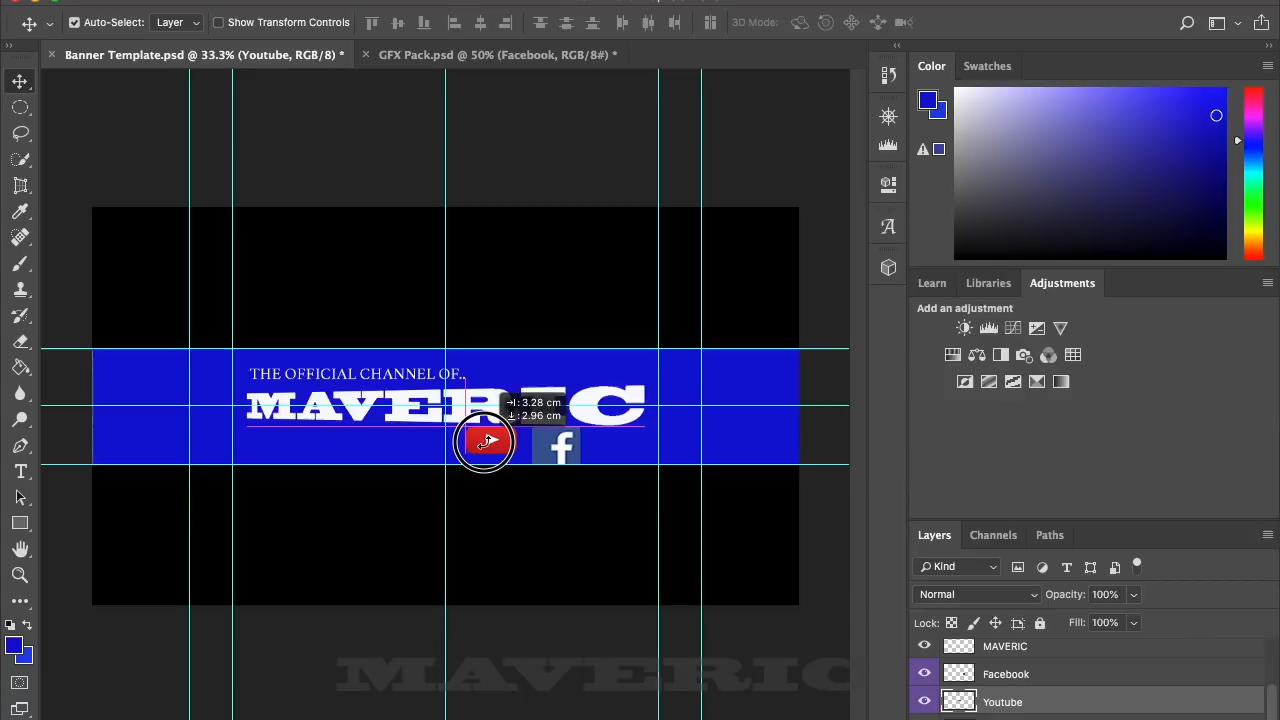 Auto-Select: Layer Show Transform Controls 3D Mode:
Banner Template.psd @ 33.3% (Youtube, RGB/8) * GFX Pack.psd @ 50% (Facebook, RGB/8#) *
Color Swatches
Learn Libraries Adjustments
Add an adjustment
THE OFFICIAL CHANNEL OF..
MAVERIC
: 3.28 cm
: 2.96 cm
f
Layers Channels Paths
Kind
Normal Opacity: 100%
Lock: Fill: 100%
MAVERIC
Facebook
Youtube
MAVERIC